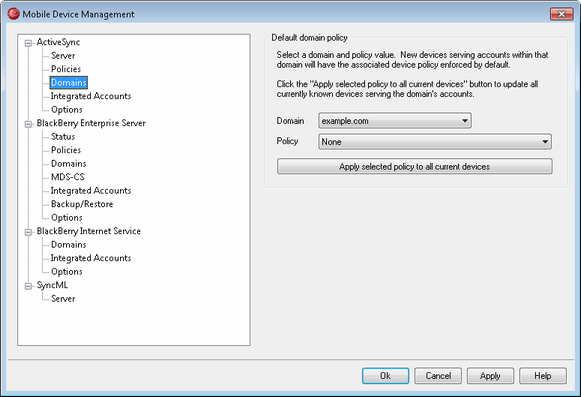 Mobile Device Management
ActiveSync
Server
Policies
Domains
Integrated Accounts
Options
BlackBerry Enterprise Server
Status
Policies
Domains
MDS-CS
Integrated Accounts
Backup/Restore
Options
BlackBerry Internet Service
Domains
Integrated Accounts
Options
SyncML
Server
Default domain policy
Select a domain and policy value. New devices serving accounts within that
domain will have the associated device policy enforced by default.
Click the "Apply selected policy to all current devices" button to update all
currently known devices serving the domain's accounts.
Domain example.com
Policy None
Apply selected policy to all current devices
Ok Cancel Apply Help